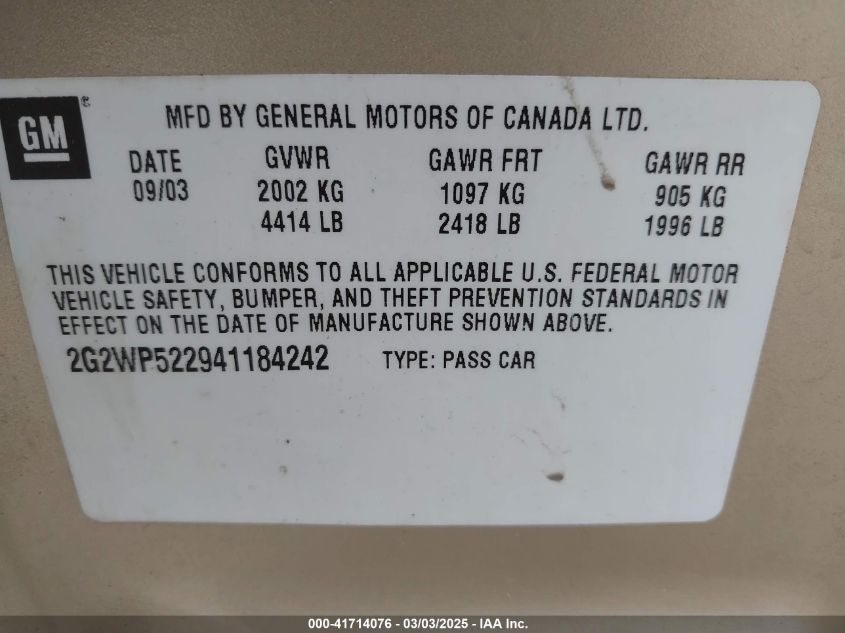 GM®
MFD BY GENERAL MOTORS OF CANADA LTD.
DATE GVWR GAWR FRT GAWR RR
09/03 2002 KG 1097 KG 905 KG
4414 LB 2418 LB 1996 LB
THIS VEHICLE CONFORMS TO ALL APPLICABLE U.S. FEDERAL MOTOR
VEHICLE SAFETY, BUMPER, AND THEFT PREVENTION STANDARDS IN
EFFECT ON THE DATE OF MANUFACTURE SHOWN ABOVE.
2G2WP522941184242 TYPE: PASS CAR
000-41714076 - 03/03/2025 - IAA Inc.